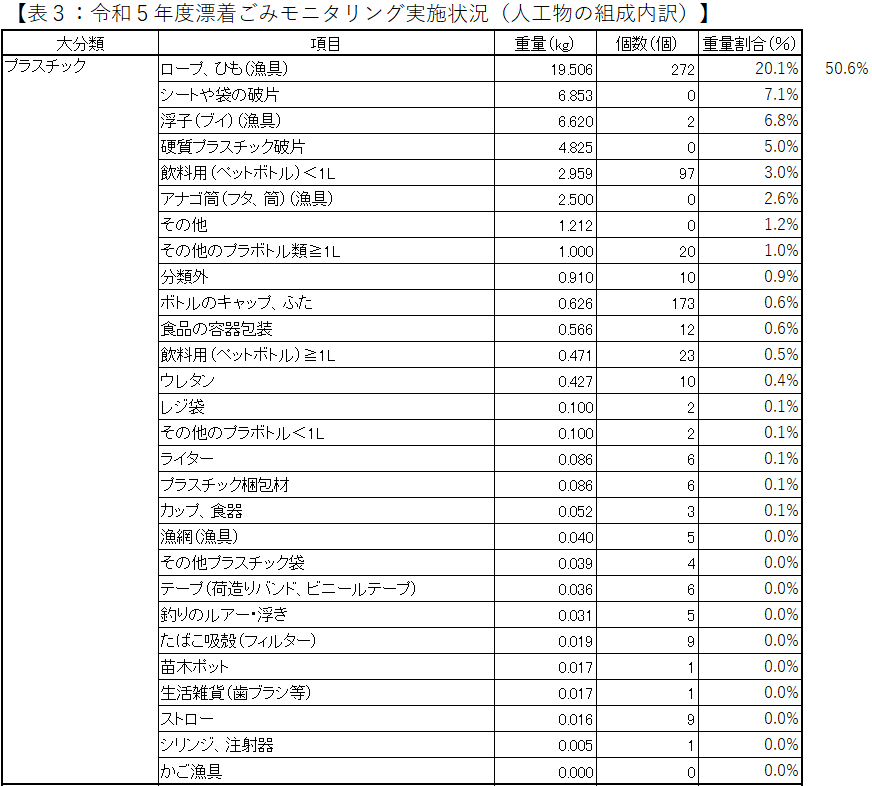 【表３：令和５年度漂着ごみモニタリング実施状況（人工物の組成内訳）】
大分類 項目 重量(kg) 個数(個) 重量割合(%)
プラスチック ロープ、ひも(漁具) 19.506 272 20.1% 50.6%
シートや袋の破片 6.853 0 7.1%
浮子(ブイ)(漁具) 6.620 2 6.8%
硬質プラスチック破片 4.825 0 5.0%
飲料用(ペットボトル)＜1L 2.959 97 3.0%
アナゴ筒(フタ、筒)(漁具) 2.500 0 2.6%
その他 1.212 0 1.2%
その他のプラボトル類≧1L 1.000 20 1.0%
分類外 0.910 10 0.9%
ボトルのキャップ、ふた 0.626 173 0.6%
食品の容器包装 0.566 12 0.6%
飲料用(ペットボトル)≧1L 0.471 23 0.5%
ウレタン 0.427 10 0.4%
レジ袋 0.100 2 0.1%
その他のプラボトル＜1L 0.100 2 0.1%
ライター 0.086 6 0.1%
プラスチック梱包材 0.086 6 0.1%
カップ、食器 0.052 3 0.1%
漁網(漁具) 0.040 5 0.0%
その他プラスチック袋 0.039 4 0.0%
テープ(荷造りバンド、ビニールテープ) 0.036 6 0.0%
釣りのルアー・浮き 0.031 5 0.0%
たばこ吸殻(フィルター) 0.019 9 0.0%
苗木ポット 0.017 1 0.0%
生活雑貨(歯ブラシ等) 0.017 1 0.0%
ストロー 0.016 9 0.0%
シリンジ、注射器 0.005 1 0.0%
かご漁具 0.000 0 0.0%